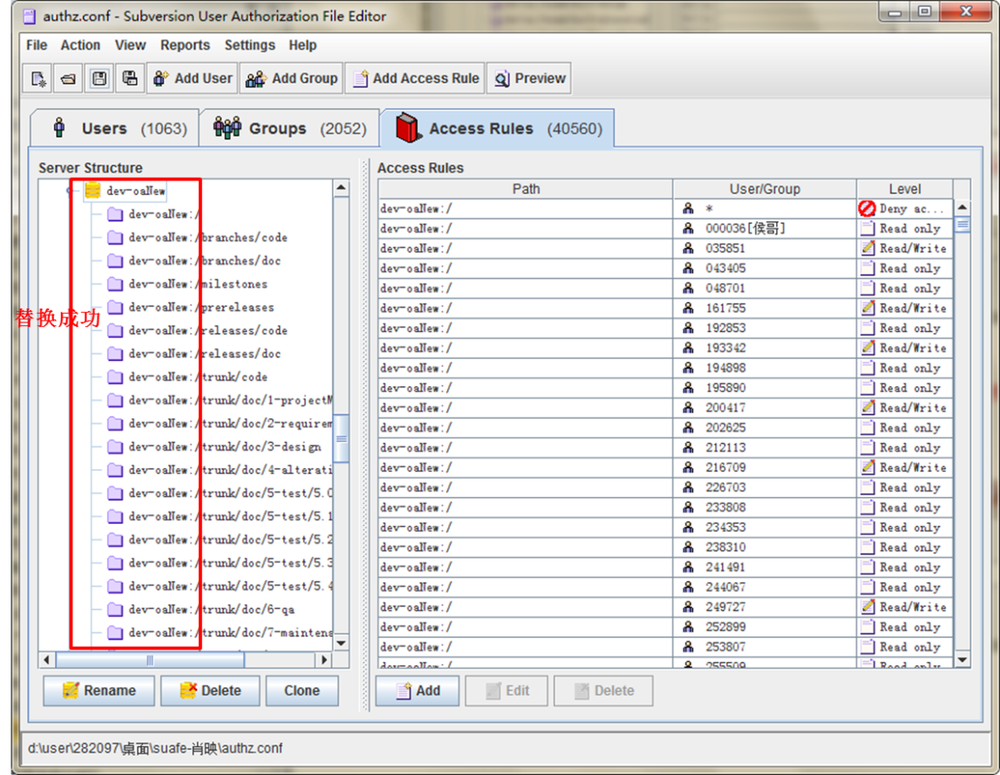 authz.conf - Subversion User Authorization File Editor
File Action View Reports Settings Help
Add User Add Group Add Access Rule Preview
Users (1063) Groups (2052) Access Rules (40560)
Server Structure
dev-oaNew
dev-oaNew:/
dev-oaNew:/branches/code
dev-oaNew:/branches/doc
dev-oaNew:/milestones
dev-oaNew:/prereleases
替换成功
dev-oaNew:/releases/code
dev-oaNew:/releases/doc
dev-oaNew:/trunk/code
dev-oaNew:/trunk/doc/1-projectM
dev-oaNew:/trunk/doc/2-requirem
dev-oaNew:/trunk/doc/3-design
dev-oaNew:/trunk/doc/4-alterati
dev-oaNew:/trunk/doc/5-test/5.0
dev-oaNew:/trunk/doc/5-test/5.1
dev-oaNew:/trunk/doc/5-test/5.2
dev-oaNew:/trunk/doc/5-test/5.3
dev-oaNew:/trunk/doc/5-test/5.4
dev-oaNew:/trunk/doc/6-qa
dev-oaNew:/trunk/doc/7-maintena
Rename Delete Clone
Access Rules
Path User/Group Level
dev-oaNew:/ * Deny ac...
dev-oaNew:/ 000036[侯哥] Read only
dev-oaNew:/ 035851 Read/Write
dev-oaNew:/ 043405 Read only
dev-oaNew:/ 048701 Read only
dev-oaNew:/ 161755 Read/Write
dev-oaNew:/ 192853 Read only
dev-oaNew:/ 193342 Read/Write
dev-oaNew:/ 194898 Read only
dev-oaNew:/ 195890 Read only
dev-oaNew:/ 200417 Read/Write
dev-oaNew:/ 202625 Read only
dev-oaNew:/ 212113 Read only
dev-oaNew:/ 216709 Read/Write
dev-oaNew:/ 226703 Read only
dev-oaNew:/ 233808 Read only
dev-oaNew:/ 234353 Read only
dev-oaNew:/ 238310 Read only
dev-oaNew:/ 241491 Read only
dev-oaNew:/ 244067 Read only
dev-oaNew:/ 249727 Read/Write
dev-oaNew:/ 252899 Read only
dev-oaNew:/ 253807 Read only
dev-oaNew:/ 255509 Read only
Add Edit Delete
d:\user\282097\桌面\suafe-肖映\authz.conf